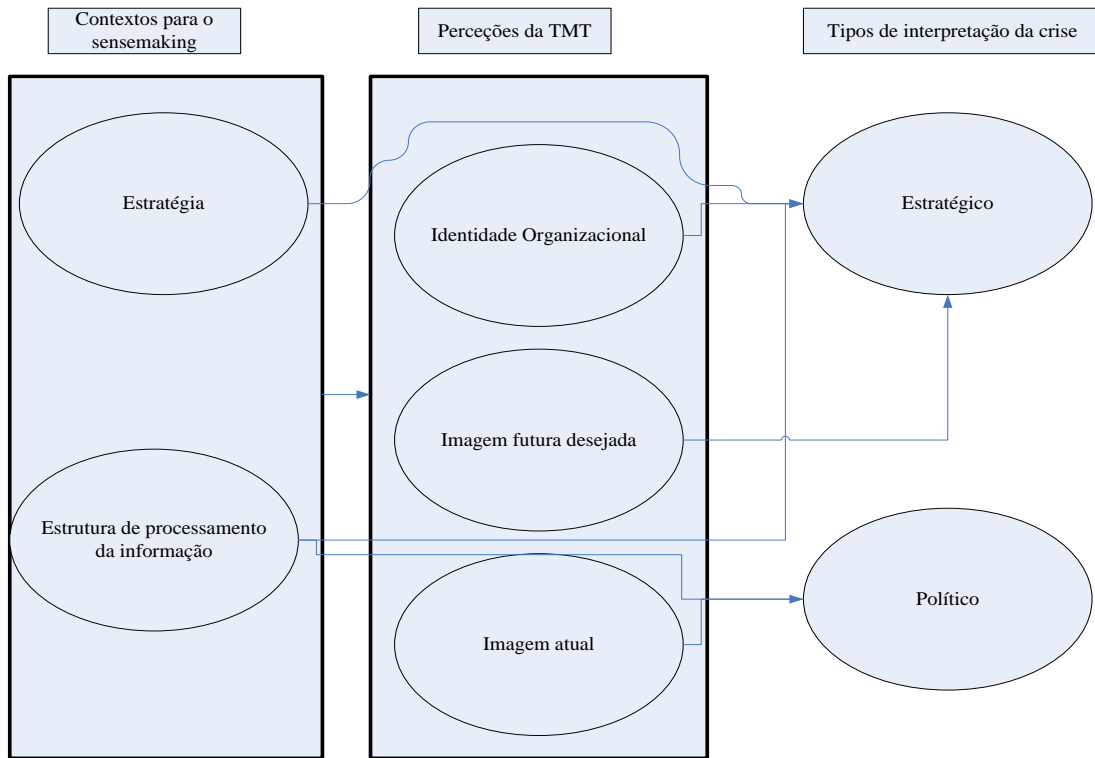 Contextos para o
sensemaking
Perceções da TMT
Tipos de interpretação da crise
Estratégia
Identidade Organizacional
Estratégico
Imagem futura desejada
Estrutura de processamento
da informação
Imagem atual
Político